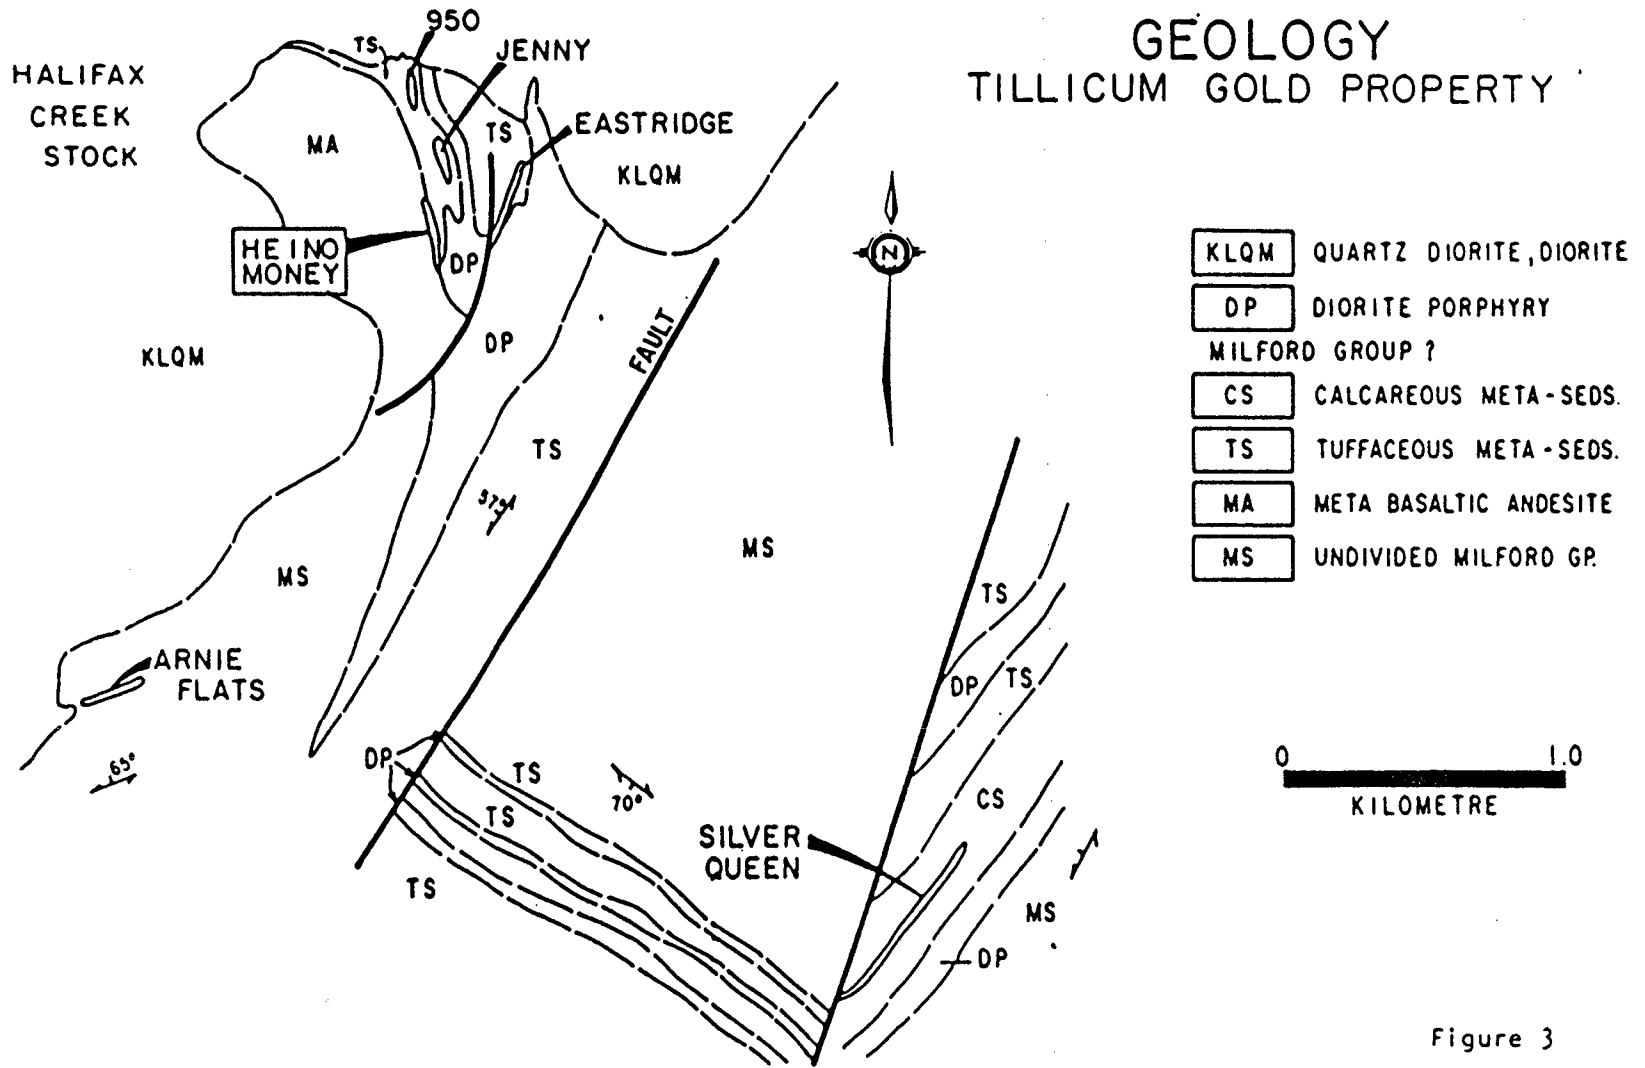 GEOLOGY
TILLICUM GOLD PROPERTY
HALIFAX
CREEK
STOCK
950
TS
JENNY
TS
EASTRIDGE
MA
KLQM
HEINO
MONEY
DP
KLQM
DP
FAULT
TS
57°
MS
MS
ARNIE
FLATS
65°
DP
TS
TS
TS
70°
SILVER
QUEEN
TS
DP
TS
CS
MS
DP
N
KLQM QUARTZ DIORITE, DIORITE
DP DIORITE PORPHYRY
MILFORD GROUP ?
CS CALCAREOUS META-SEDS.
TS TUFFACEOUS META-SEDS.
MA META BASALTIC ANDESITE
MS UNDIVIDED MILFORD GP.
0 1.0
KILOMETRE
Figure 3